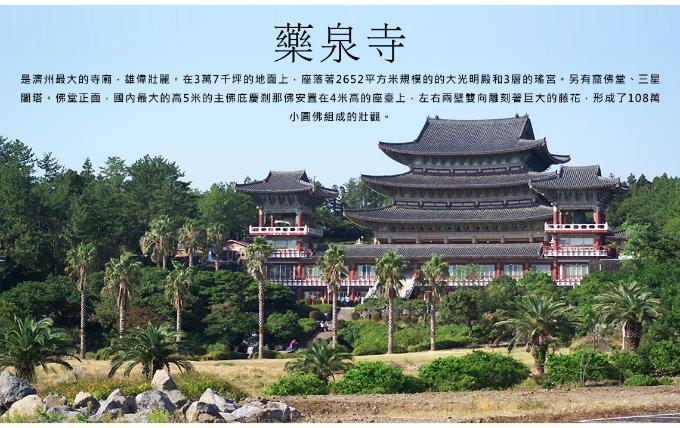 藥泉寺
是濟州最大的寺廟，雄偉壯麗。在3萬7千坪的地面上，座落著2652平方米規模的的大光明殿和3層的瑤宮。另有窟佛堂、三星
閣塔。佛堂正面，國內最大的高5米的主佛庇慶剎那佛安置在4米高的座臺上，左右兩壁雙向雕刻著巨大的藤花，形成了108萬
小圓佛組成的壯觀。